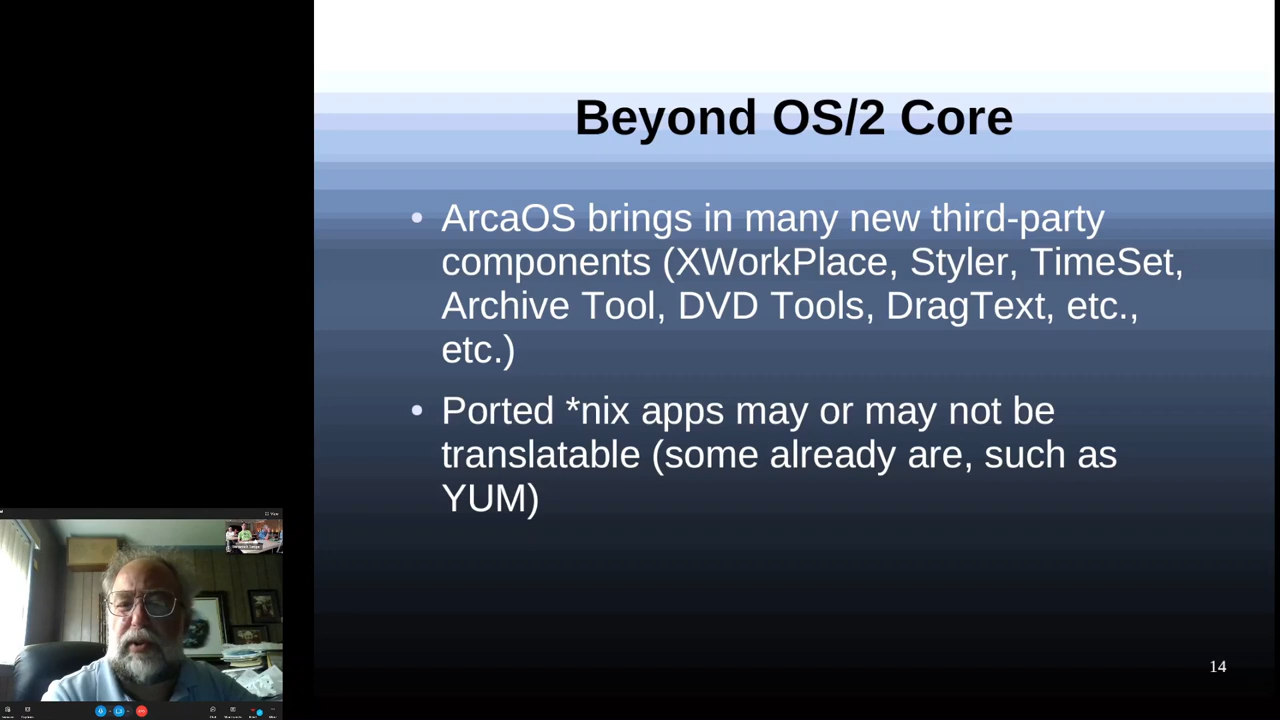 Beyond OS/2 Core
• ArcaOS brings in many new third-party
components (XWorkPlace, Styler, TimeSet,
Archive Tool, DVD Tools, DragText, etc.,
etc.)
• Ported *nix apps may or may not be
translatable (some already are, such as
YUM)
14
View